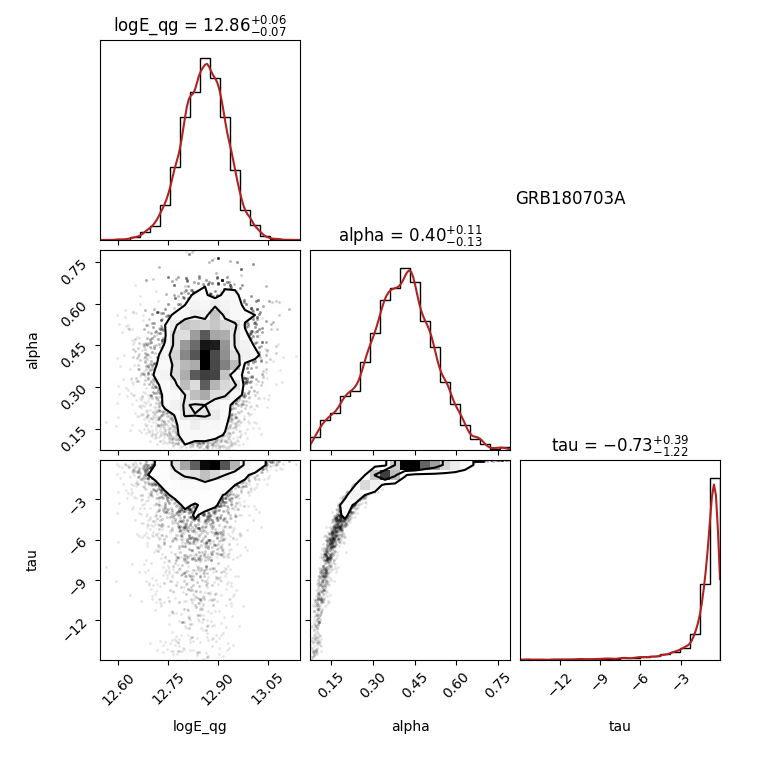 logE_qg = 12.86+0.06−0.07
GRB180703A
alpha = 0.40+0.11−0.13
0.75
0.60
0.45
0.30
0.15
alpha
tau = −0.73+0.39−1.22
−3
−6
−9
−12
tau
12.60 12.75 12.90 13.05 0.15 0.30 0.45 0.60 0.75 −12 −9 −6 −3
logE_qg alpha tau